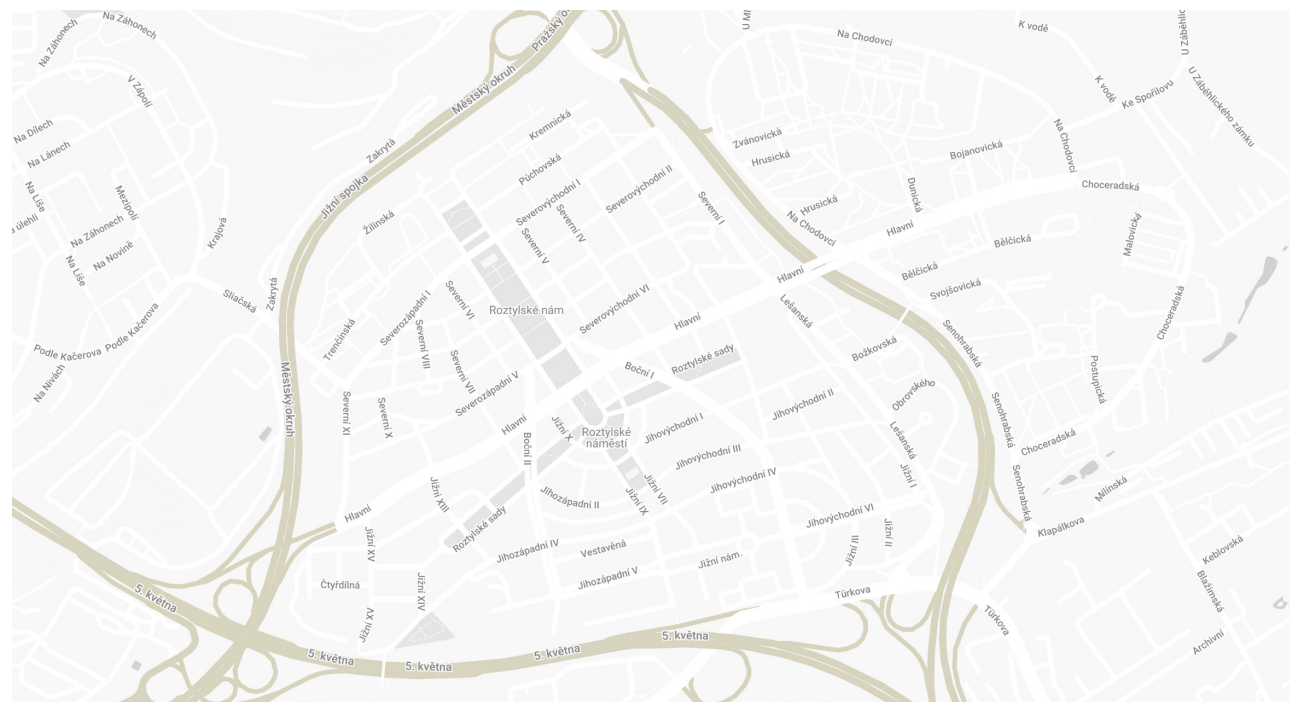 Na Záhonech
Na Záhonech
V Zápolí
Na Dílech
Na Lánech
Na Líše
Mezipolí
úlehli
Na Záhonech
Na Novině
Na Líše
Krajová
Sliačská
Zakrytá
Podle Kačerova
Podle Kačerova
Na Nivách
Zakrytá
Jižní spojka
Městský okruh
Městský okruh
Žilinská
Kremnická
Púchovská
Severovýchodní I
Severovýchodní II
Severní IV
Severní V
Severní I
Severní VI
Severozápadní I
Trenčínská
Severní VIII
Severní VII
Severozápadní V
Severní XI
Severní X
Roztylské nám
Severovýchodní VI
Hlavní
Hlavní
Hlavní
Hlavní
Hlavní
Boční I
Roztylské sady
Roztylské
náměstí
Jižní X
Boční II
Jihovýchodní I
Jihovýchodní II
Jihovýchodní III
Jihovýchodní IV
Jihovýchodní VI
Jižní VII
Jižní IX
Jihozápadní II
Jižní XIII
Roztylské sady
Jihozápadní IV
Vestavěná
Jihozápadní V
Jižní nám.
Jižní III
Jižní II
Jižní I
Jižní XV
Čtyřdílná
Jižní XIV
Jižní XV
5. května
5. května
5. května
5. května
5. května
Türkova
Türkova
Lešanská
Božkovská
Obrovského
Lešanská
Na Chodovci
K vodě
K vodě
Ke Spořilovu
U Záběhlického zámku
Na Chodovci
Zvánovická
Hrusická
Hrusická
Na Chodovci
Dunická
Bojanovická
Choceradská
Malovická
Bělčická
Bělčická
Svojšovická
Choceradská
Senohrabská
Senohrabská
Senohrabská
Postupická
Choceradská
Mílinská
Klapálkova
Keblovská
Blažimská
Archivní